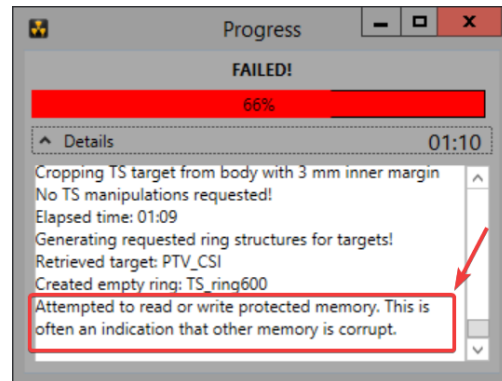 Progress
FAILED!
66%
Details 01:10
Cropping TS target from body with 3 mm inner margin
No TS manipulations requested!
Elapsed time: 01:09
Generating requested ring structures for targets!
Retrieved target: PTV_CSI
Created empty ring: TS_ring600
Attempted to read or write protected memory. This is
often an indication that other memory is corrupt.